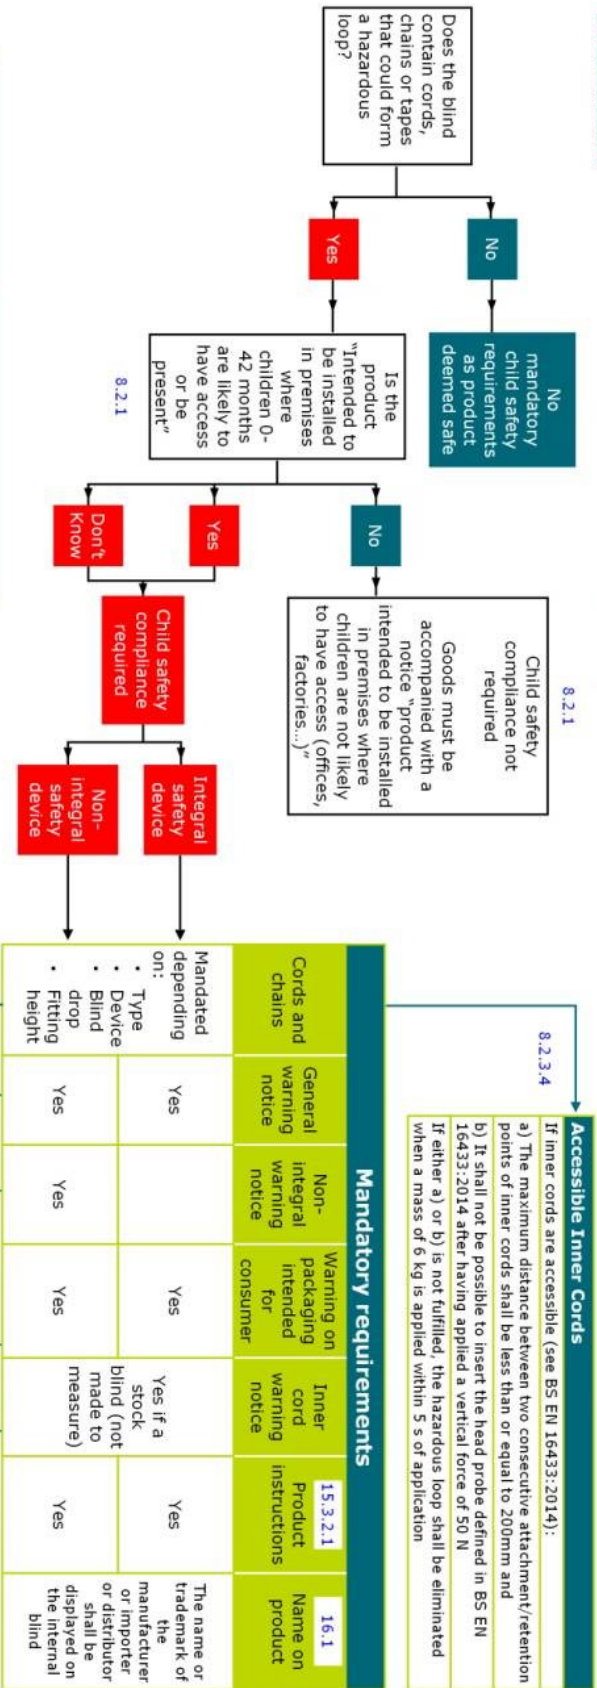 Does the blind
contain cords,
chains or tapes
that could form
a hazardous
loop?
No
No
mandatory
child safety
requirements
as product
deemed safe
Yes
Is the
product
"Intended to
be installed
in premises
where
children 0-
42 months
are likely to
have access
or be
present"
8.2.1
No
8.2.1
Child safety
compliance not
required
Goods must be
accompanied with a
notice "product
intended to be installed
in premises where
children are not likely
to have access (offices,
factories...)"
Yes
Don't
Know
Child safety
compliance
required
Integral
safety
device
Non-
integral
safety
device
8.2.3.4
Accessible Inner Cords
If inner cords are accessible (see BS EN 16433:2014):
a) The maximum distance between two consecutive attachment/retention
points of inner cords shall be less than or equal to 200mm and
b) It shall not be possible to insert the head probe defined in BS EN
16433:2014 after having applied a vertical force of 50 N
If either a) or b) is not fulfilled, the hazardous loop shall be eliminated
when a mass of 6 kg is applied within 5 s of application
Mandatory requirements
Cords and
chains
General
warning
notice
Non-
integral
warning
notice
Warning on
packaging
intended
for
consumer
Inner
cord
warning
notice
15.3.2.1
Product
instructions
16.1
Name on
product
Mandated
depending
on:
• Type
• Device
• Blind
drop
• Fitting
height
Yes
Yes
Yes if a
stock
blind (not
made to
measure)
Yes
The name or
trademark of
the
manufacturer
or importer
or distributor
shall be
displayed on
the internal
blind
Yes
Yes
Yes
Yes